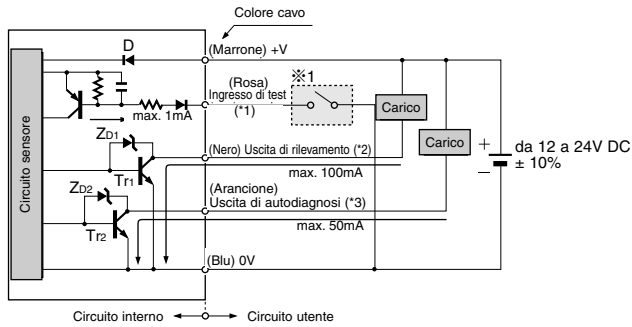 Colore cavo
D
(Marrone) +V
(Rosa)
Ingresso di test
(*1)
※1
max. 1mA
Carico
Carico
Circuito sensore
ZD1
(Nero) Uscita di rilevamento (*2)
max. 100mA
Tr1
ZD2
(Arancione)
Uscita di autodiagnosi (*3)
max. 50mA
Tr2
+
−
da 12 a 24V DC
± 10%
(Blu) 0V
Circuito interno
Circuito utente